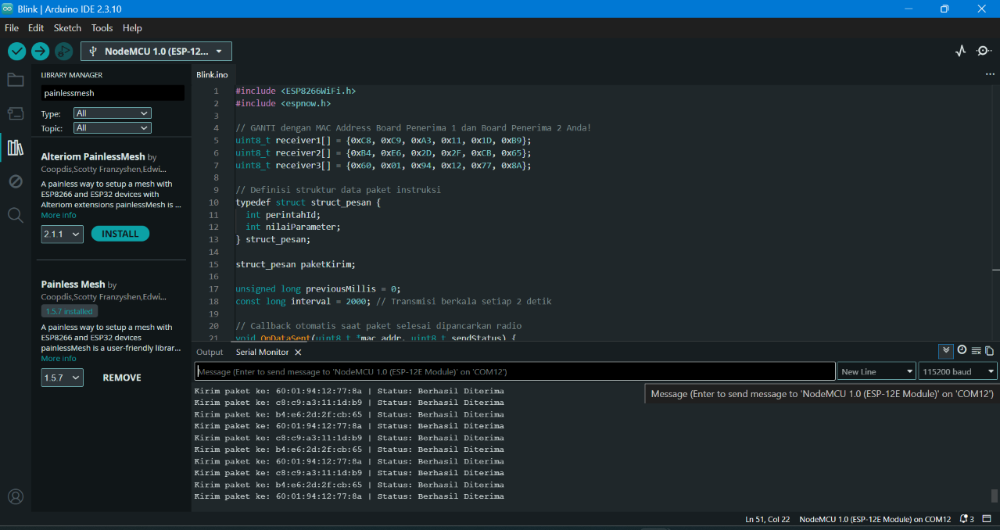 Blink | Arduino IDE 2.3.10
File Edit Sketch Tools Help
NodeMCU 1.0 (ESP-12...
LIBRARY MANAGER
painlessmesh
Type: All
Topic: All
Alteriom PainlessMesh by
Coopdis,Scotty Franzyshen,Edwi...
A painless way to setup a mesh with
ESP8266 and ESP32 devices with
Alteriom extensions painlessMesh is ...
More info
2.1.1 INSTALL
Painless Mesh by
Coopdis,Scotty Franzyshen,Edwi...
1.5.7 installed
A painless way to setup a mesh with
ESP8266 and ESP32 devices
painlessMesh is a user-friendly librar...
More info
1.5.7 REMOVE
Blink.ino
1 #include <ESP8266WiFi.h>
2 #include <espnow.h>
3
4 // GANTI dengan MAC Address Board Penerima 1 dan Board Penerima 2 Anda!
5 uint8_t receiver1[] = {0xC8, 0xC9, 0xA3, 0x11, 0x1D, 0xB9};
6 uint8_t receiver2[] = {0xB4, 0xE6, 0x2D, 0x2F, 0xCB, 0x65};
7 uint8_t receiver3[] = {0x60, 0x01, 0x94, 0x12, 0x77, 0x8A};
8
9 // Definisi struktur data paket instruksi
10 typedef struct struct_pesan {
11 int perintahId;
12 int nilaiParameter;
13 } struct_pesan;
14
15 struct_pesan paketKirim;
16
17 unsigned long previousMillis = 0;
18 const long interval = 2000; // Transmisi berkala setiap 2 detik
19
20 // Callback otomatis saat paket selesai dipancarkan radio
21 void OnDataSent(uint8_t *mac_addr, uint8_t sendStatus) {
Output Serial Monitor
Message (Enter to send message to 'NodeMCU 1.0 (ESP-12E Module)' on 'COM12')
New Line 115200 baud
Message (Enter to send message to 'NodeMCU 1.0 (ESP-12E Module)' on 'COM12')
Kirim paket ke: 60:01:94:12:77:8a | Status: Berhasil Diterima
Kirim paket ke: c8:c9:a3:11:1d:b9 | Status: Berhasil Diterima
Kirim paket ke: b4:e6:2d:2f:cb:65 | Status: Berhasil Diterima
Kirim paket ke: 60:01:94:12:77:8a | Status: Berhasil Diterima
Kirim paket ke: c8:c9:a3:11:1d:b9 | Status: Berhasil Diterima
Kirim paket ke: b4:e6:2d:2f:cb:65 | Status: Berhasil Diterima
Kirim paket ke: 60:01:94:12:77:8a | Status: Berhasil Diterima
Kirim paket ke: c8:c9:a3:11:1d:b9 | Status: Berhasil Diterima
Kirim paket ke: b4:e6:2d:2f:cb:65 | Status: Berhasil Diterima
Kirim paket ke: 60:01:94:12:77:8a | Status: Berhasil Diterima
Ln 51, Col 22 NodeMCU 1.0 (ESP-12E Module) on COM12 3